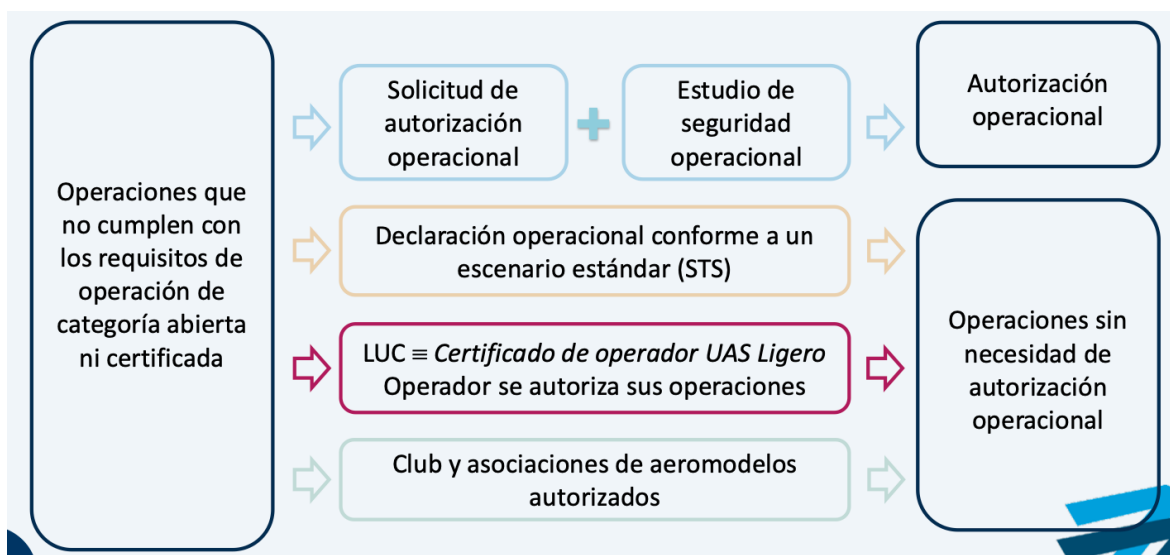 Operaciones que
no cumplen con
los requisitos de
operación de
categoría abierta
ni certificada
Solicitud de
autorización
operacional
Estudio de
seguridad
operacional
Autorización
operacional
Declaración operacional conforme a un
escenario estándar (STS)
LUC ≡ Certificado de operador UAS Ligero
Operador se autoriza sus operaciones
Club y asociaciones de aeromodelos
autorizados
Operaciones sin
necesidad de
autorización
operacional